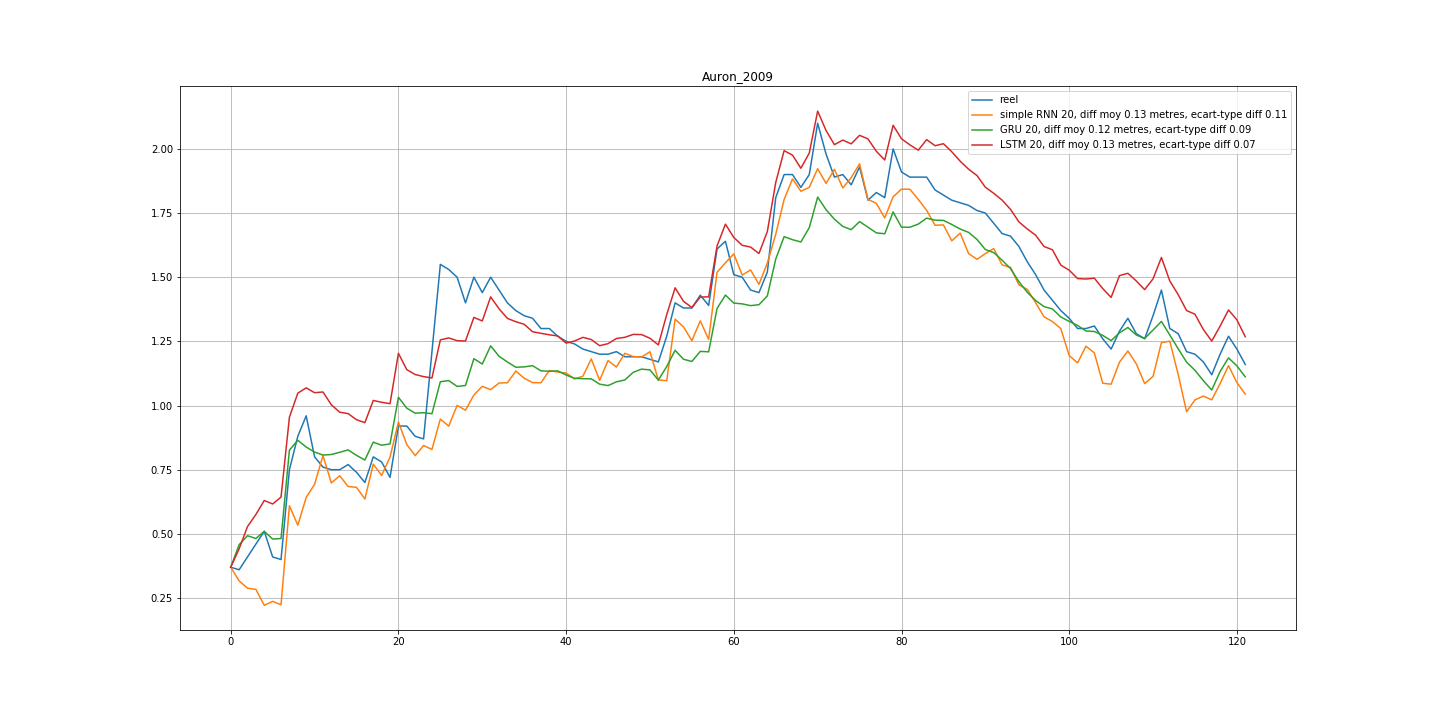 Auron_2009
reel
simple RNN 20, diff moy 0.13 metres, ecart-type diff 0.11
GRU 20, diff moy 0.12 metres, ecart-type diff 0.09
LSTM 20, diff moy 0.13 metres, ecart-type diff 0.07
2.00
1.75
1.50
1.25
1.00
0.75
0.50
0.25
0 20 40 60 80 100 120